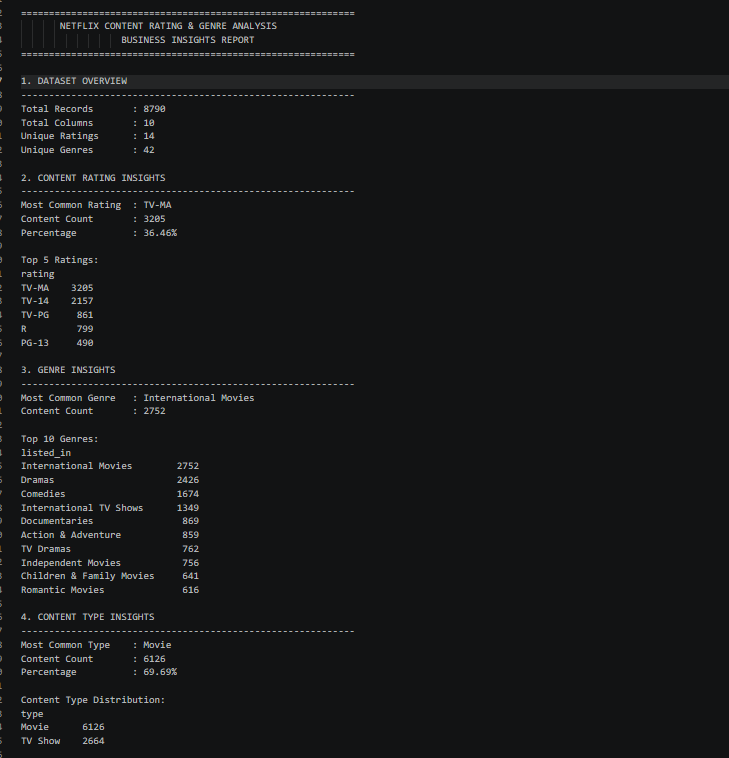 ============================================================
NETFLIX CONTENT RATING & GENRE ANALYSIS
BUSINESS INSIGHTS REPORT
============================================================
1. DATASET OVERVIEW
------------------------------------------------------------
Total Records : 8790
Total Columns : 10
Unique Ratings : 14
Unique Genres : 42
2. CONTENT RATING INSIGHTS
------------------------------------------------------------
Most Common Rating : TV-MA
Content Count : 3205
Percentage : 36.46%
Top 5 Ratings:
rating
TV-MA 3205
TV-14 2157
TV-PG 861
R 799
PG-13 490
3. GENRE INSIGHTS
------------------------------------------------------------
Most Common Genre : International Movies
Content Count : 2752
Top 10 Genres:
listed_in
International Movies 2752
Dramas 2426
Comedies 1674
International TV Shows 1349
Documentaries 869
Action & Adventure 859
TV Dramas 762
Independent Movies 756
Children & Family Movies 641
Romantic Movies 616
4. CONTENT TYPE INSIGHTS
------------------------------------------------------------
Most Common Type : Movie
Content Count : 6126
Percentage : 69.69%
Content Type Distribution:
type
Movie 6126
TV Show 2664